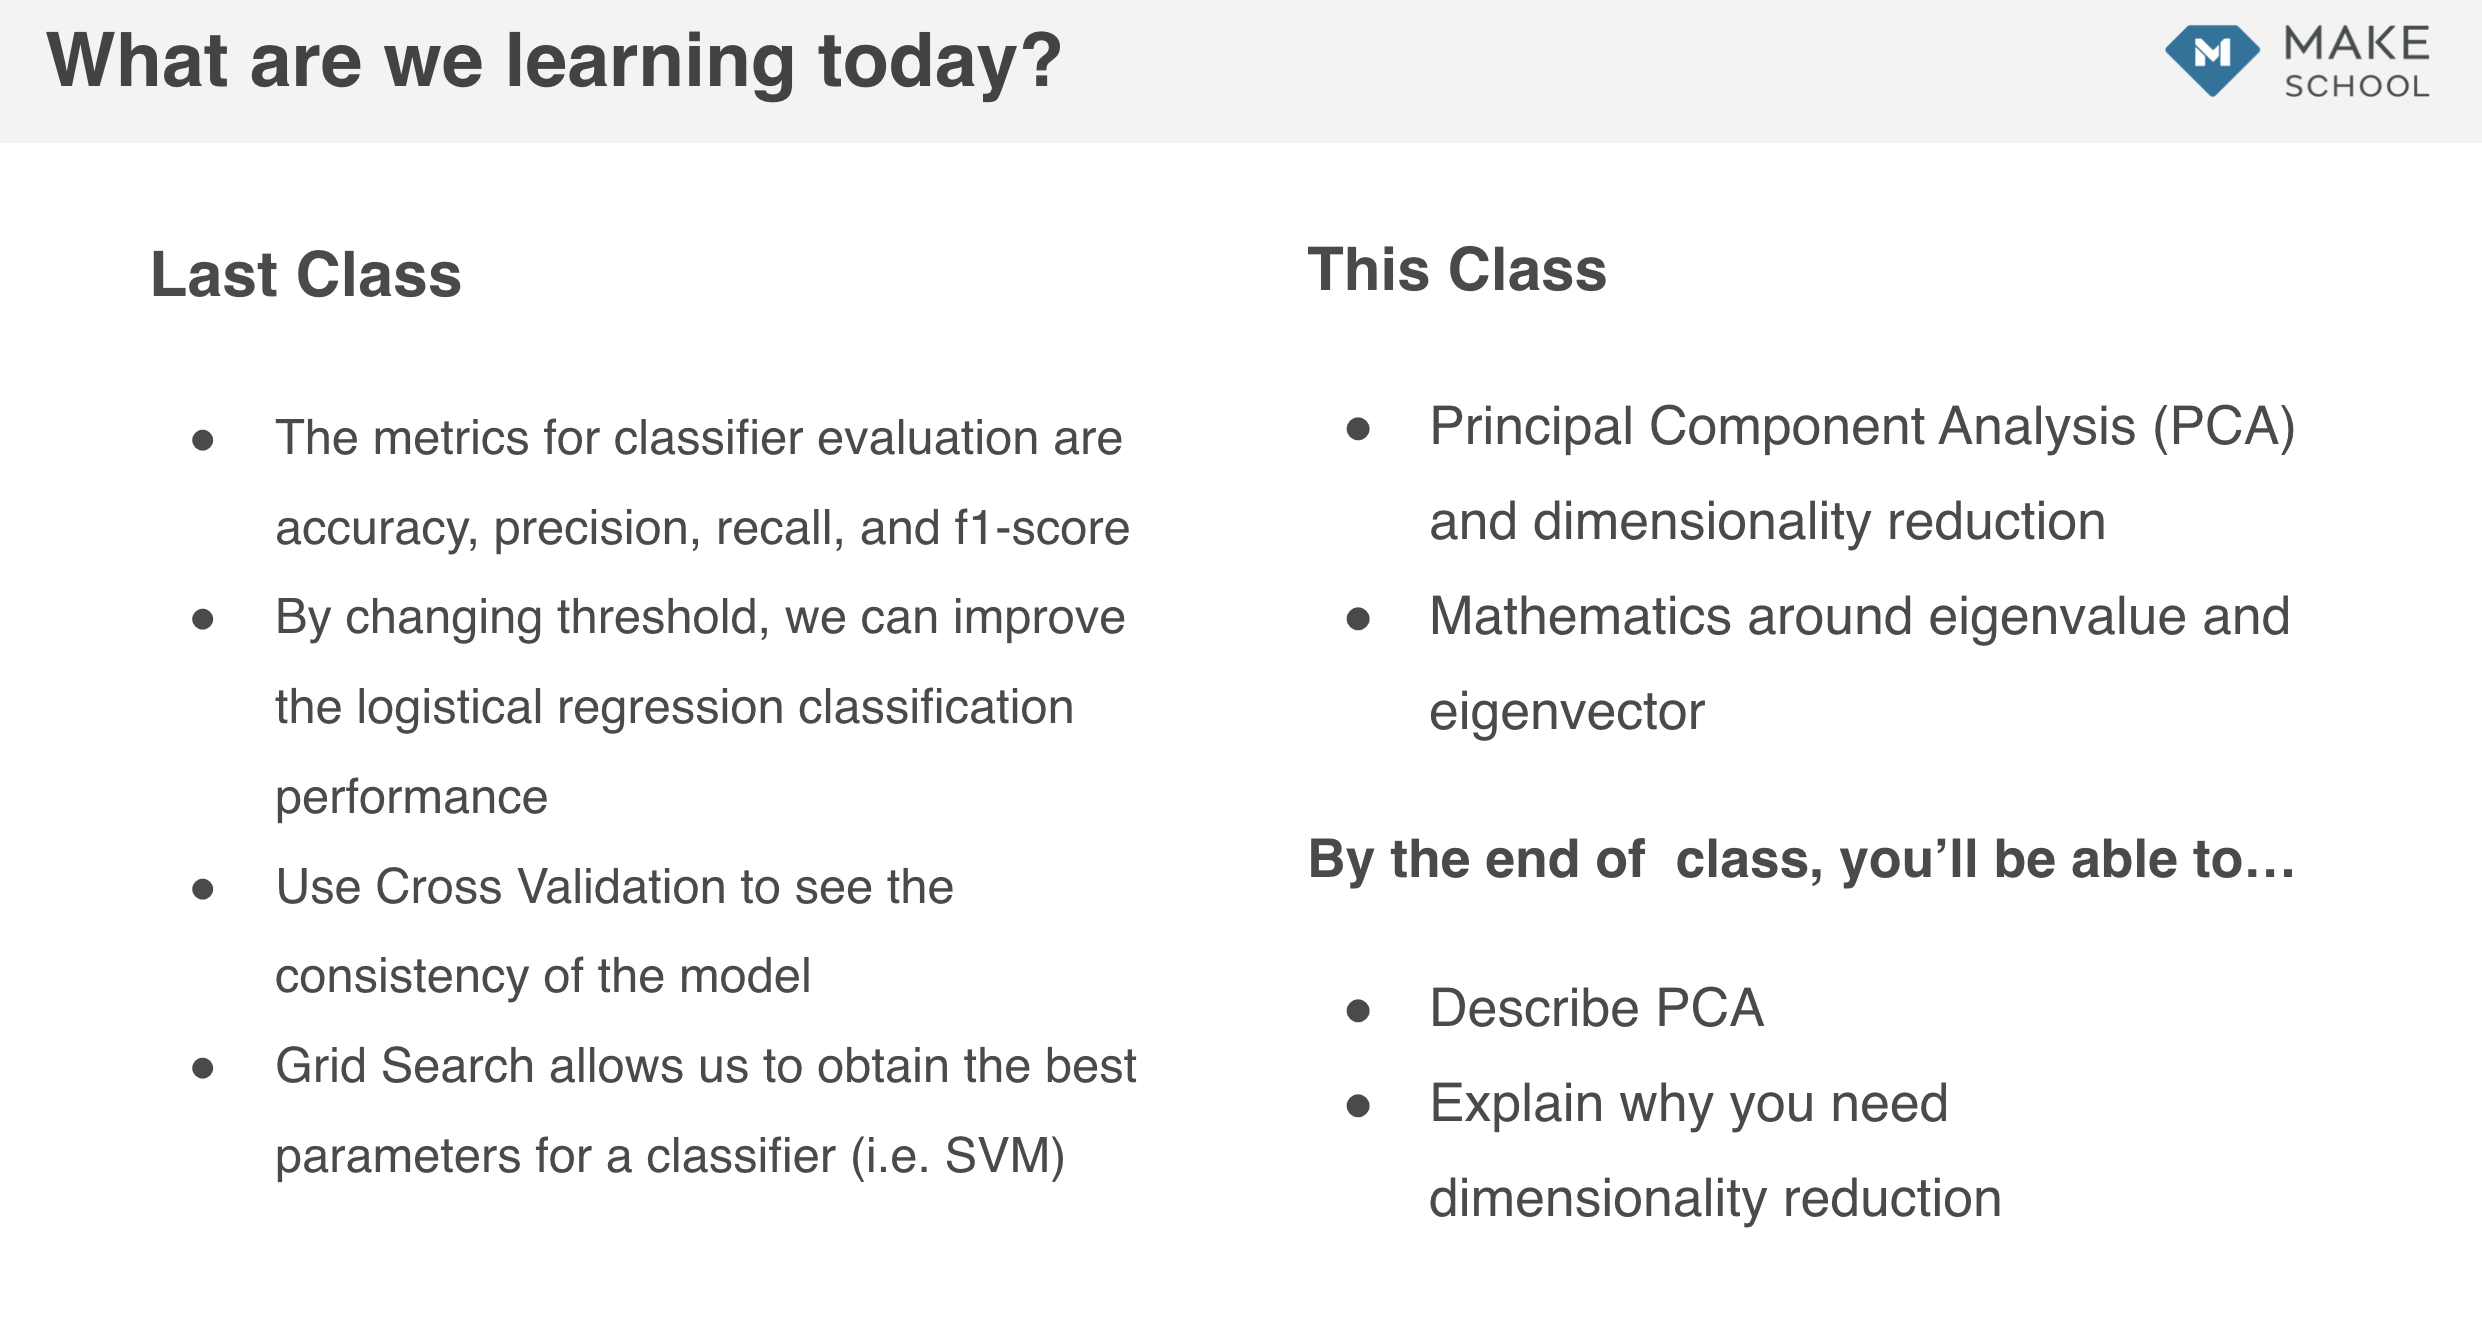 What are we learning today?
MAKE
SCHOOL
Last Class
● The metrics for classifier evaluation are
accuracy, precision, recall, and f1-score
● By changing threshold, we can improve
the logistical regression classification
performance
● Use Cross Validation to see the
consistency of the model
● Grid Search allows us to obtain the best
parameters for a classifier (i.e. SVM)
This Class
● Principal Component Analysis (PCA)
and dimensionality reduction
● Mathematics around eigenvalue and
eigenvector
By the end of  class, you’ll be able to…
● Describe PCA
● Explain why you need
dimensionality reduction